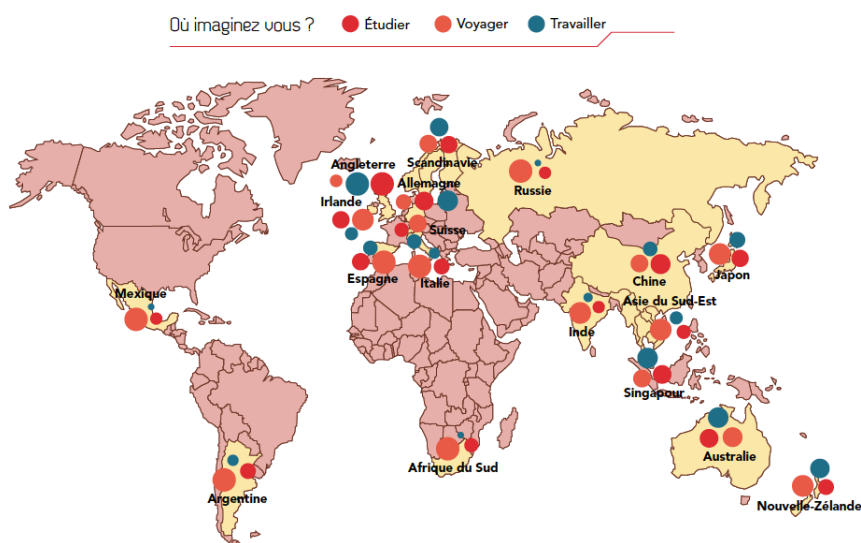 Où imaginez vous ?
Étudier
Voyager
Travailler
Scandinavie
Angleterre
Allemagne
Russie
Irlande
Suisse
Espagne
Italie
Chine
Japon
Mexique
Asie du Sud-Est
Inde
Singapour
Australie
Afrique du Sud
Argentine
Nouvelle-Zélande